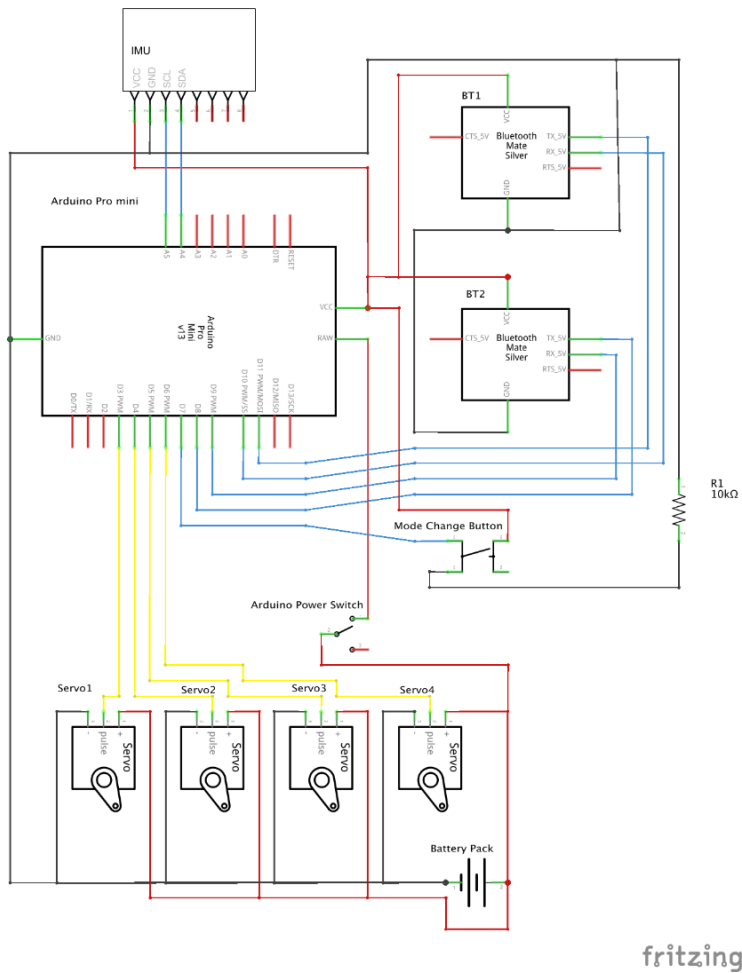 IMU
VCC
GND
SCL
SDA
BT1
VCC
CTS_5V
Bluetooth
Mate
Silver
TX_5V
RX_5V
RTS_5V
GND
Arduino Pro mini
A5
A4
A3
A2
A1
A0
DTR
RESET
BT2
VCC
GND
Arduino
Pro
Mini
v13
VCC
RAW
CTS_5V
Bluetooth
Mate
Silver
TX_5V
RX_5V
RTS_5V
GND
D0/TX
D1/RX
D2
D3 PWM
D4
D5 PWM
D6 PWM
D7
D8
D9 PWM
D10 PWM/SS
D11 PWM/MOSI
D12/MISO
D13/SCK
R1
10kΩ
Mode Change Button
Arduino Power Switch
Servo1
Servo2
Servo3
Servo4
- pulse +
Servo
- pulse +
Servo
- pulse +
Servo
- pulse +
Servo
Battery Pack
fritzing